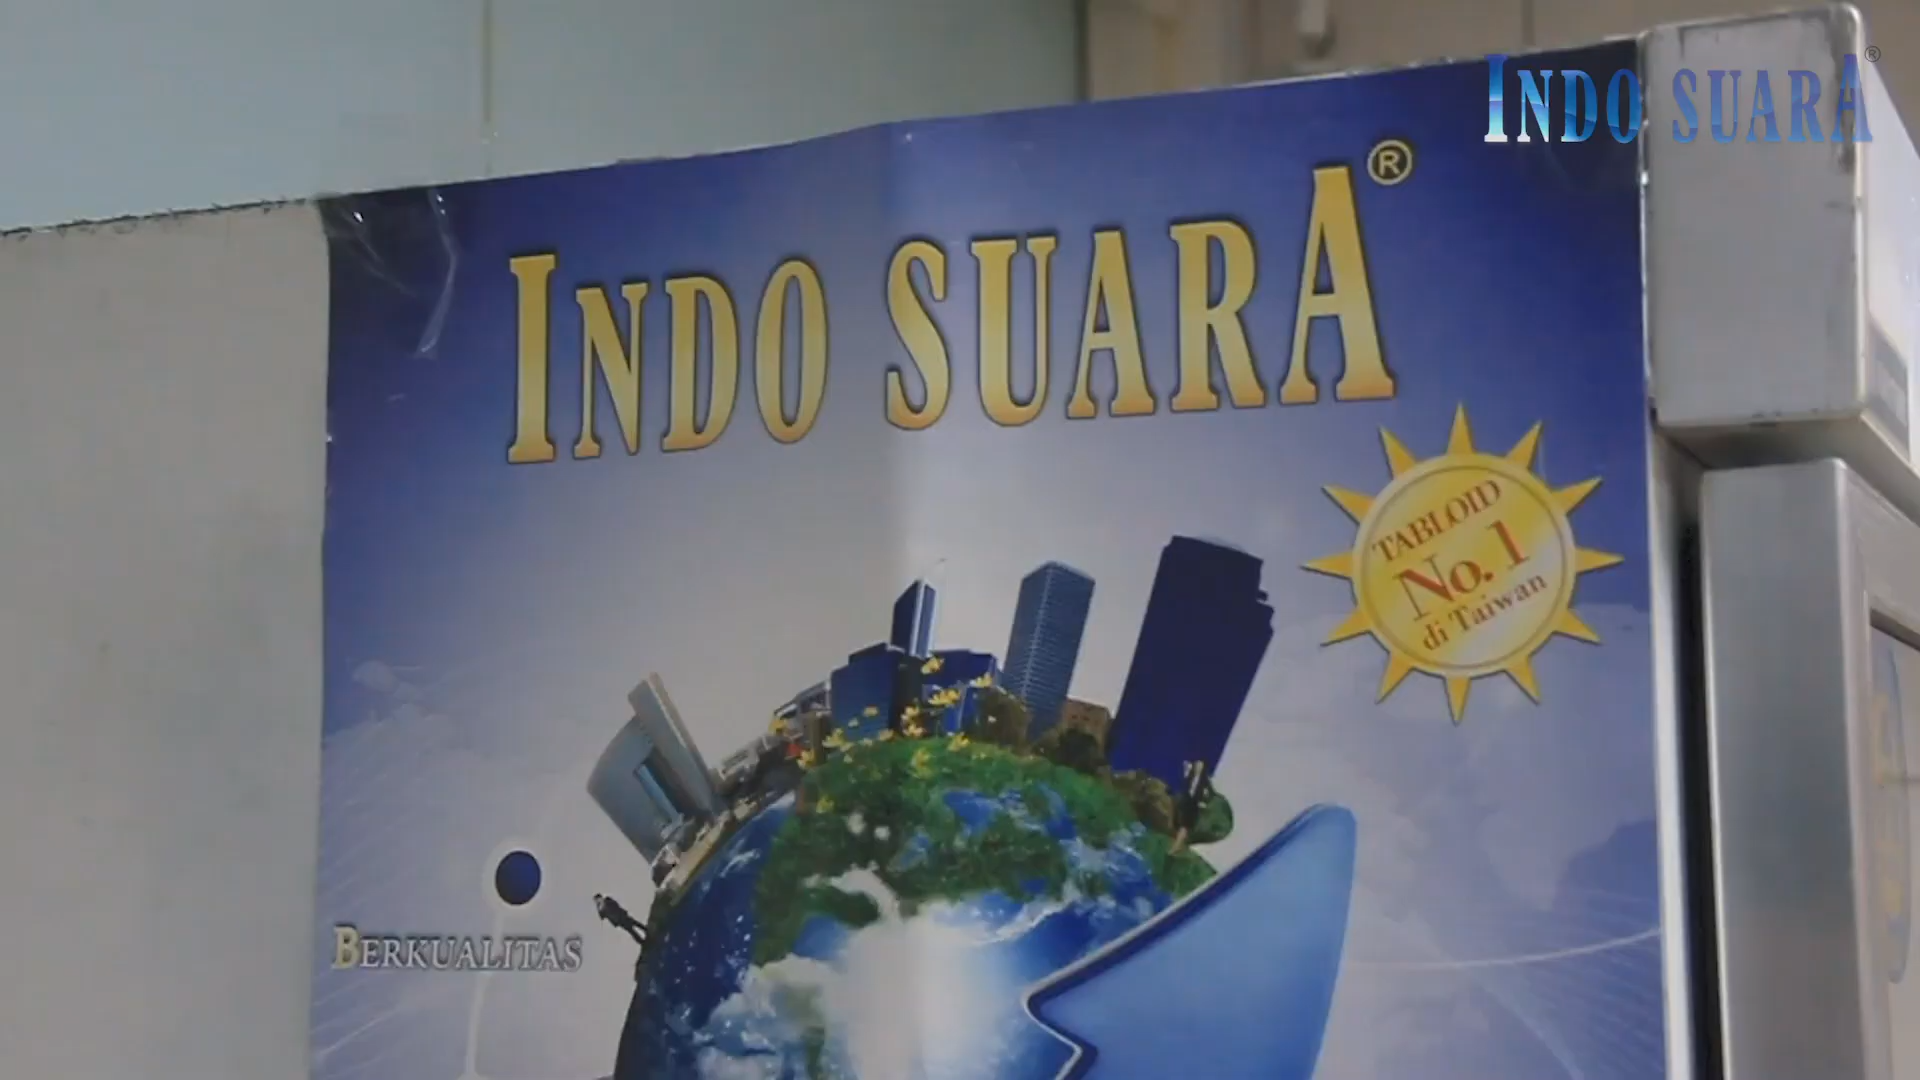 INDO SUARA®
INDO SUARA®
TABLOID
No. 1
di Taiwan
BERKUALITAS